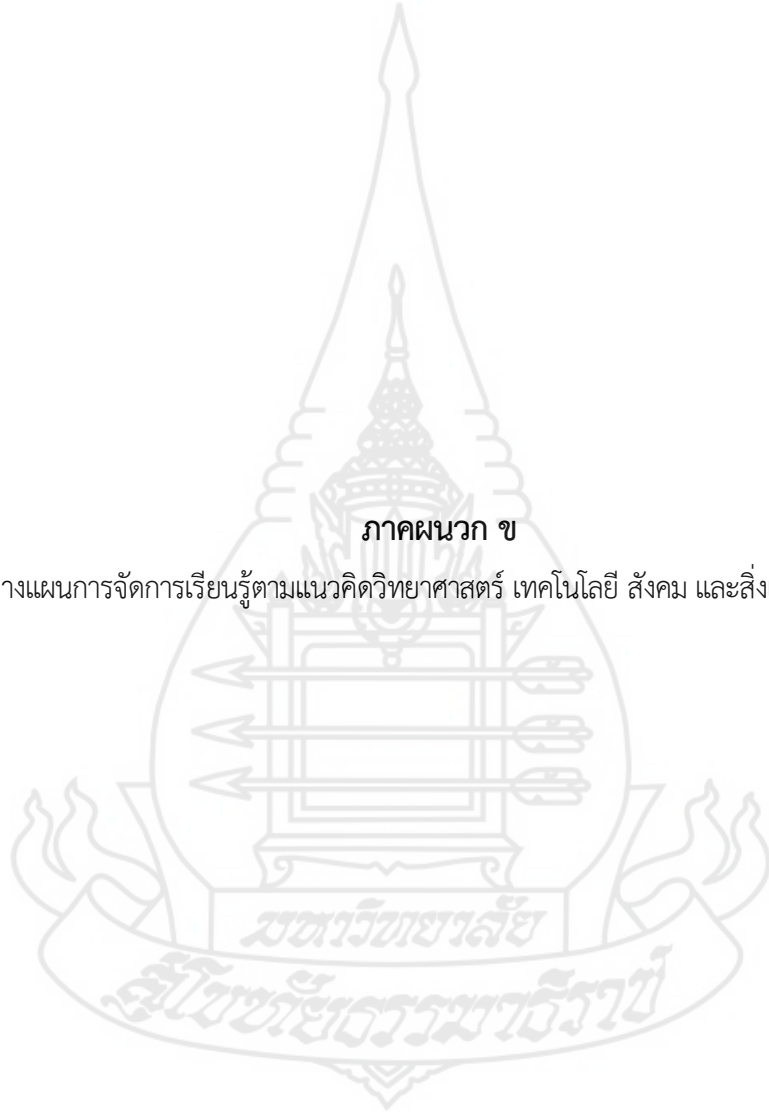 ภาคผนวก ข
างแผนการจัดการเรียนรู้ตามแนวคิดวิทยาศาสตร์ เทคโนโลยี สังคม และสิ่ง
มหาวิทยาลัย
สุโขทัยธรรมาธิราช